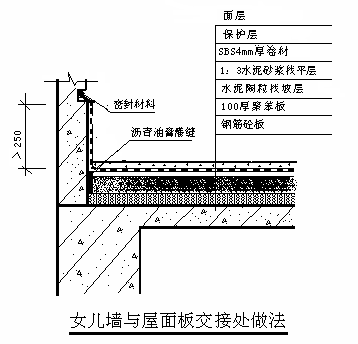 面层
保护层
SBS4mm厚卷材
1：3水泥砂浆找平层
水泥陶粒找坡层
100厚聚苯板
钢筋砼板
密封材料
沥青油膏嵌缝
>250
女儿墙与屋面板交接处做法